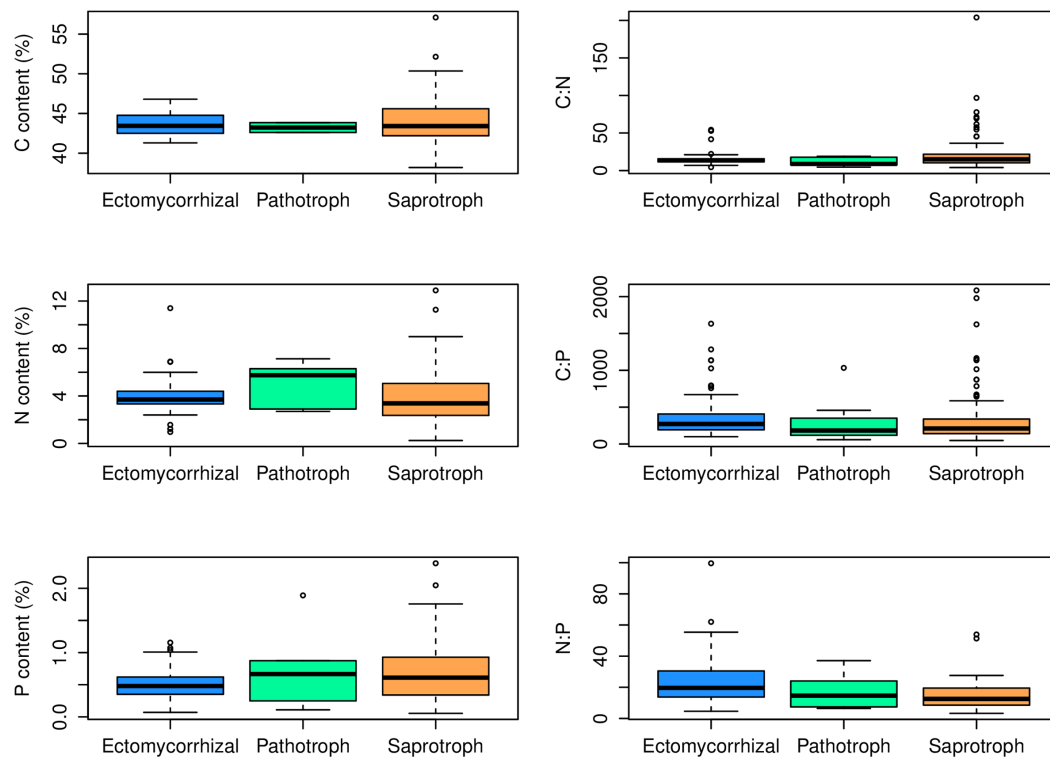 C content (%)
55
50
45
40
Ectomycorrhizal Pathotroph Saprotroph
C:N
150
50
0
Ectomycorrhizal Pathotroph Saprotroph
N content (%)
12
8
4
0
Ectomycorrhizal Pathotroph Saprotroph
C:P
2000
1000
0
Ectomycorrhizal Pathotroph Saprotroph
P content (%)
2.0
1.0
0.0
Ectomycorrhizal Pathotroph Saprotroph
N:P
80
40
0
Ectomycorrhizal Pathotroph Saprotroph